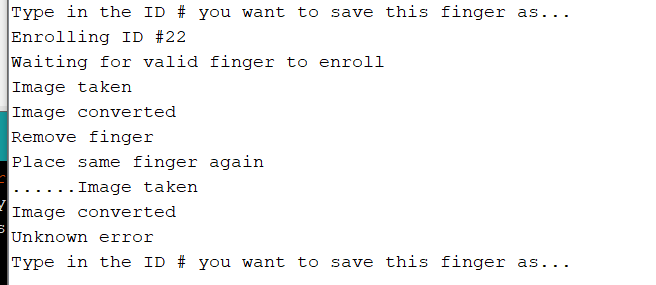 Type in the ID # you want to save this finger as...
Enrolling ID #22
Waiting for valid finger to enroll
Image taken
Image converted
Remove finger
Place same finger again
......Image taken
Image converted
Unknown error
Type in the ID # you want to save this finger as...